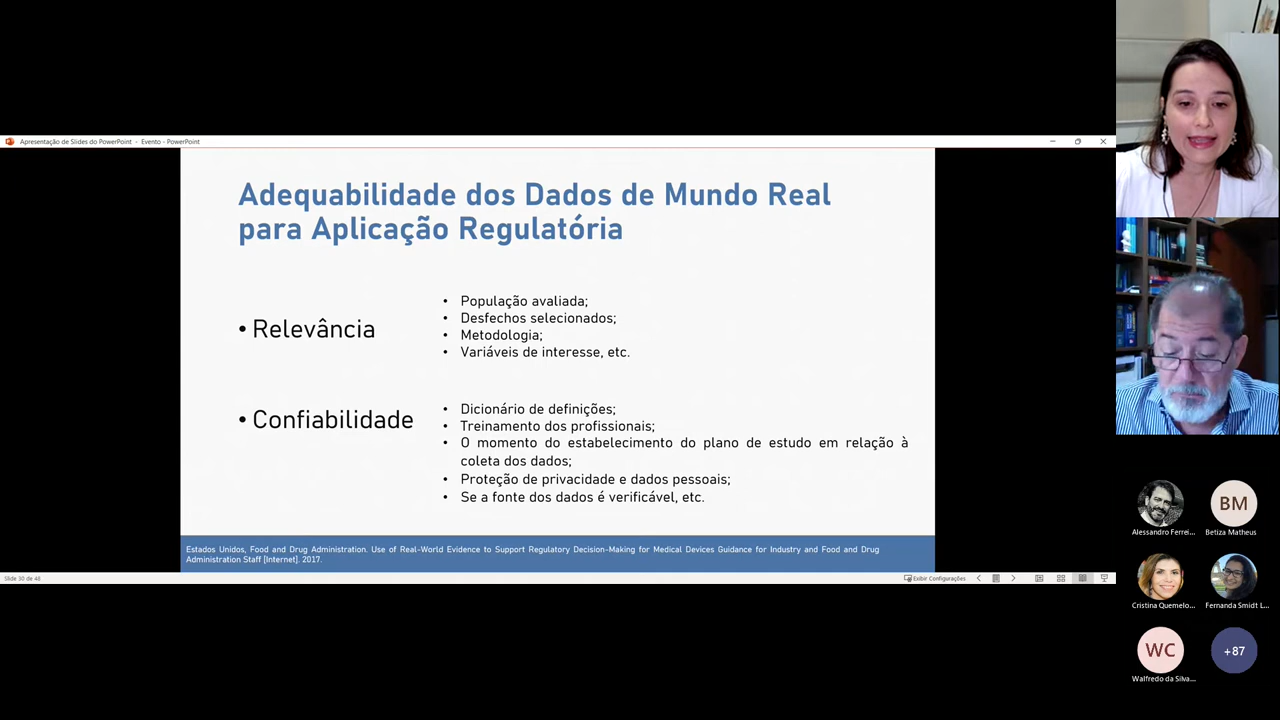 Apresentação de Slides do PowerPoint - Evento - PowerPoint
Adequabilidade dos Dados de Mundo Real
para Aplicação Regulatória
• Relevância
• População avaliada;
• Desfechos selecionados;
• Metodologia;
• Variáveis de interesse, etc.
• Confiabilidade
• Dicionário de definições;
• Treinamento dos profissionais;
• O momento do estabelecimento do plano de estudo em relação à
coleta dos dados;
• Proteção de privacidade e dados pessoais;
• Se a fonte dos dados é verificável, etc.
Estados Unidos, Food and Drug Administration. Use of Real-World Evidence to Support Regulatory Decision-Making for Medical Devices Guidance for Industry and Food and Drug
Administration Staff [Internet]. 2017.
Slide 30 de 48
Exibir Configurações
BM
Alessandro Ferrei...
Betiza Matheus
Cristina Quemelo...
Fernanda Smidt L...
WC
+87
Walfredo da Silva...